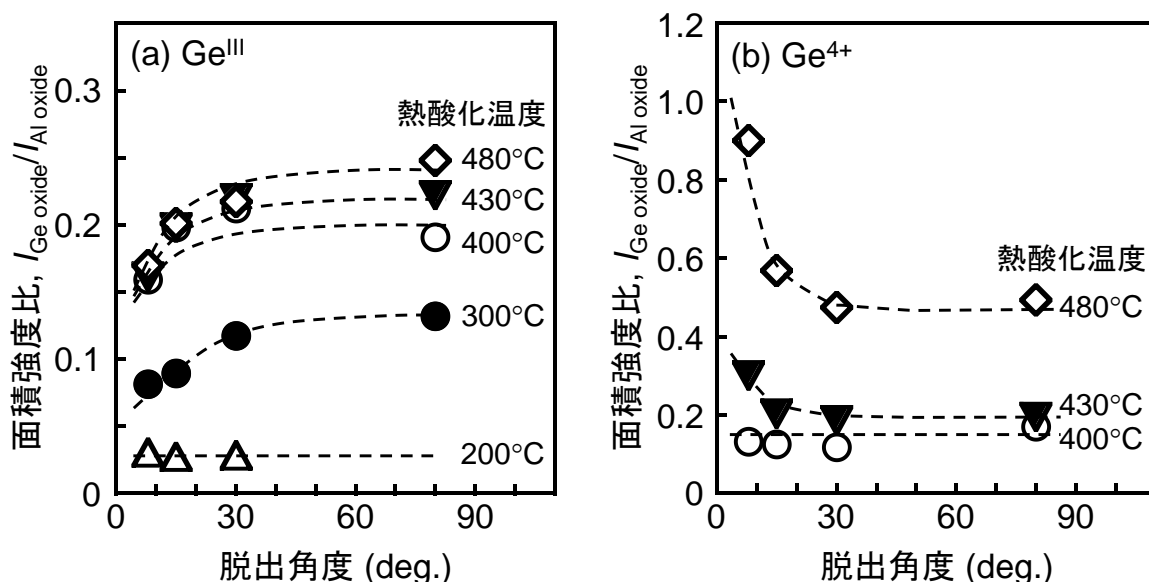 (a) Ge^III
熱酸化温度
480°C
430°C
400°C
300°C
200°C
0.3
0.2
0.1
0
0
30
60
90
面積強度比, I_Ge oxide/I_Al oxide
脱出角度 (deg.)
(b) Ge^4+
熱酸化温度
480°C
430°C
400°C
1.2
1.0
0.8
0.6
0.4
0.2
0
0
30
60
90
面積強度比, I_Ge oxide/I_Al oxide
脱出角度 (deg.)